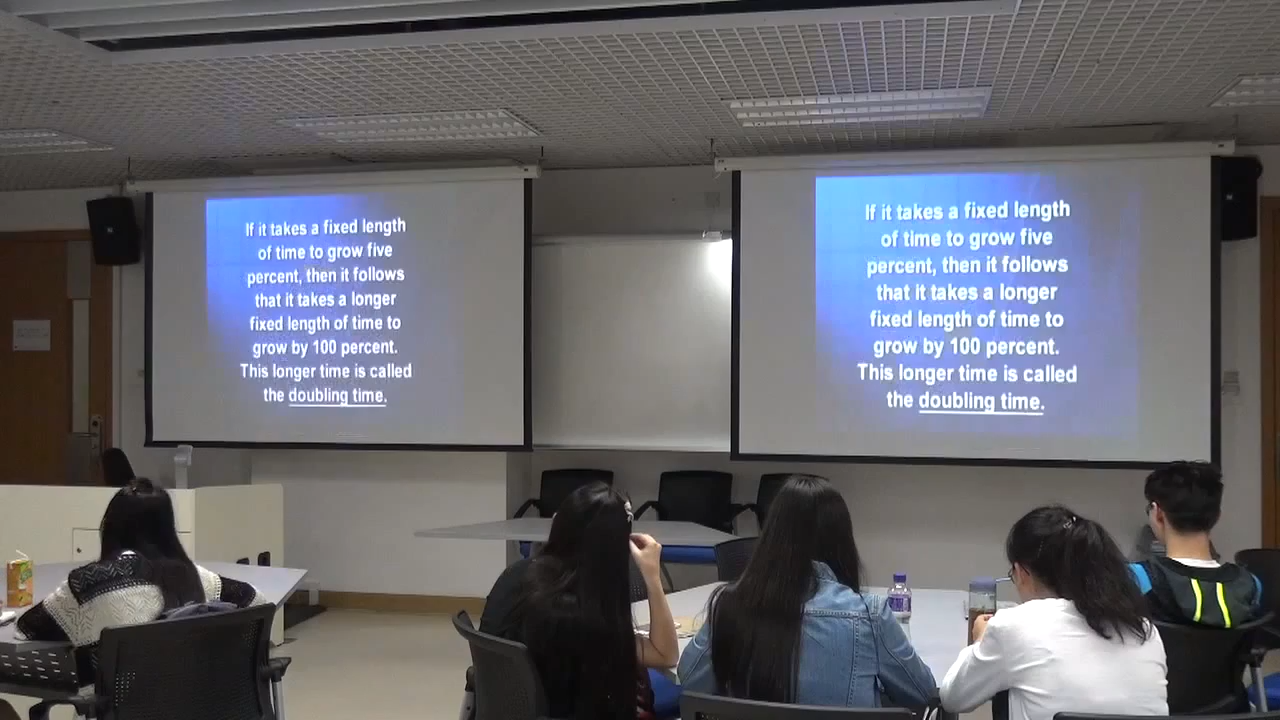 If it takes a fixed length
of time to grow five
percent, then it follows
that it takes a longer
fixed length of time to
grow by 100 percent.
This longer time is called
the doubling time.
If it takes a fixed length
of time to grow five
percent, then it follows
that it takes a longer
fixed length of time to
grow by 100 percent.
This longer time is called
the doubling time.